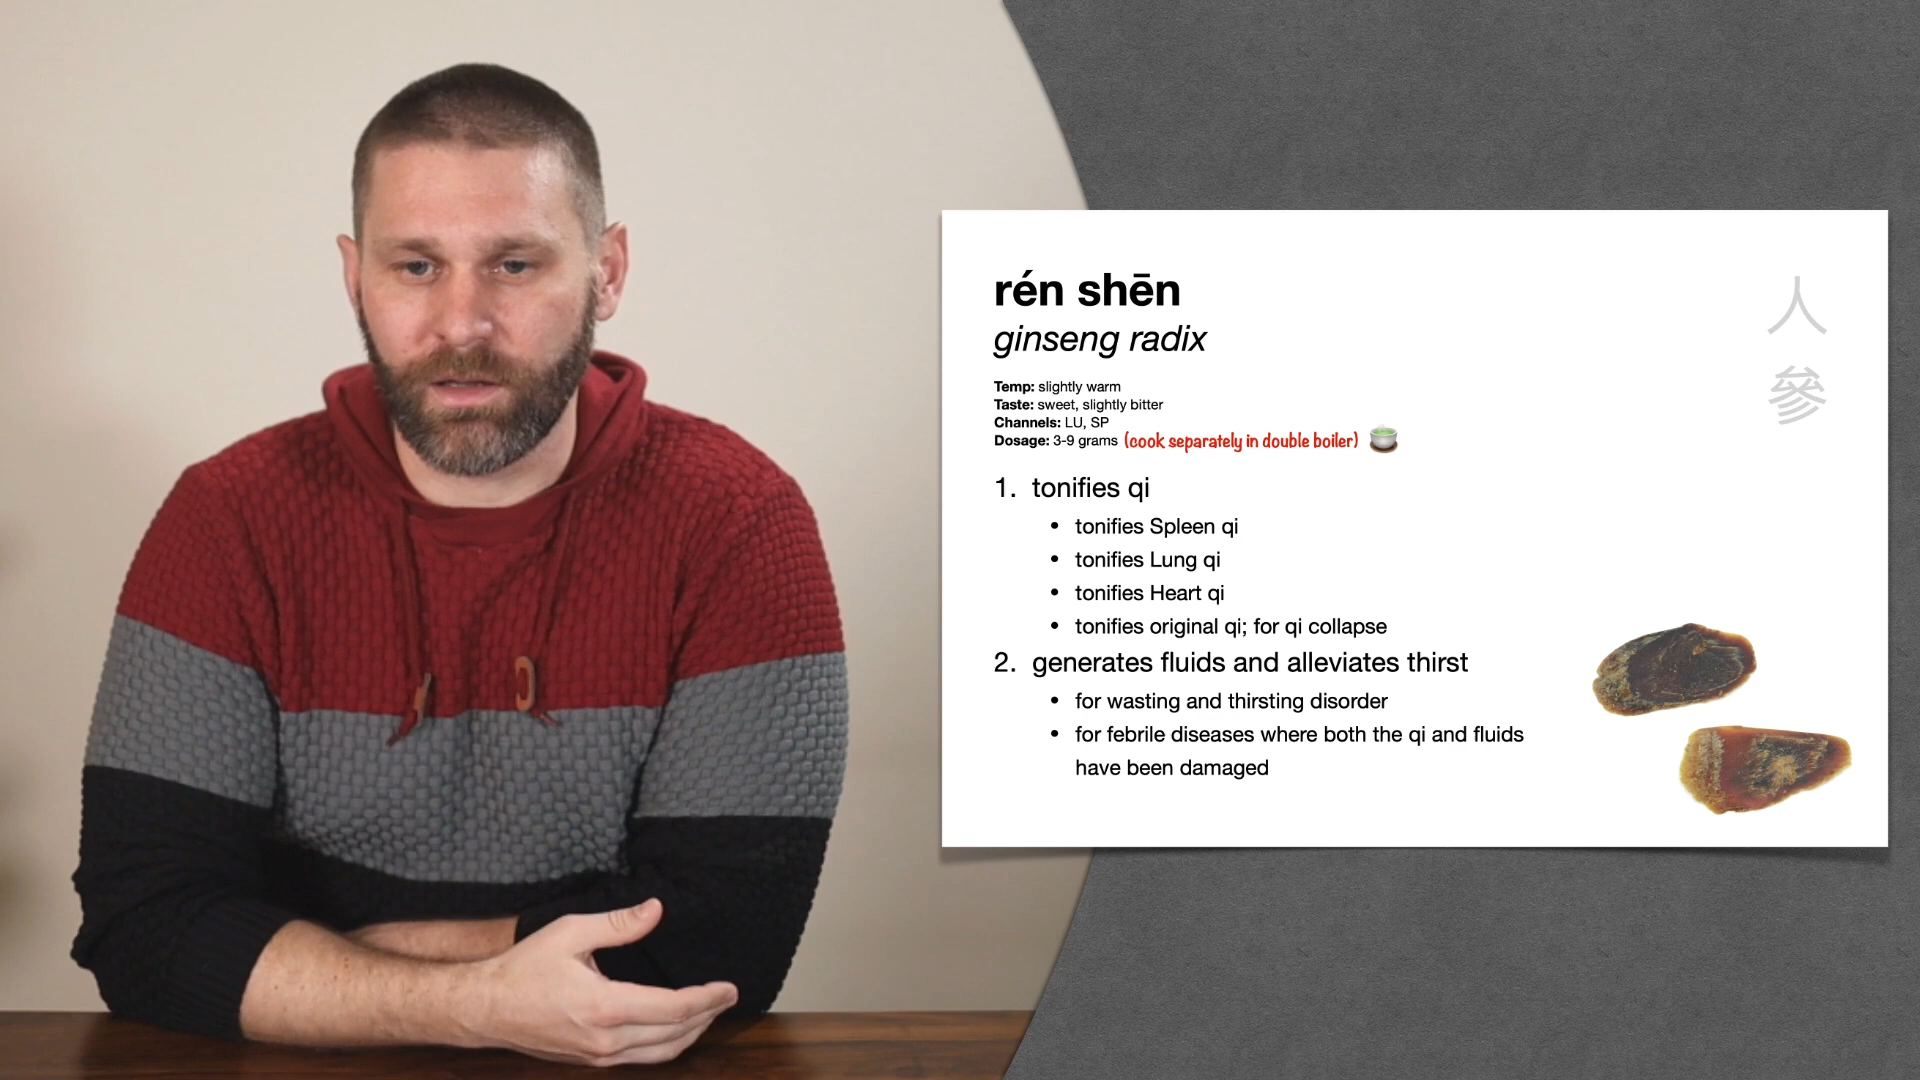 rén shēn
ginseng radix
人
參
Temp: slightly warm
Taste: sweet, slightly bitter
Channels: LU, SP
Dosage: 3-9 grams (cook separately in double boiler)
1. tonifies qi
• tonifies Spleen qi
• tonifies Lung qi
• tonifies Heart qi
• tonifies original qi; for qi collapse
2. generates fluids and alleviates thirst
• for wasting and thirsting disorder
• for febrile diseases where both the qi and fluids
have been damaged